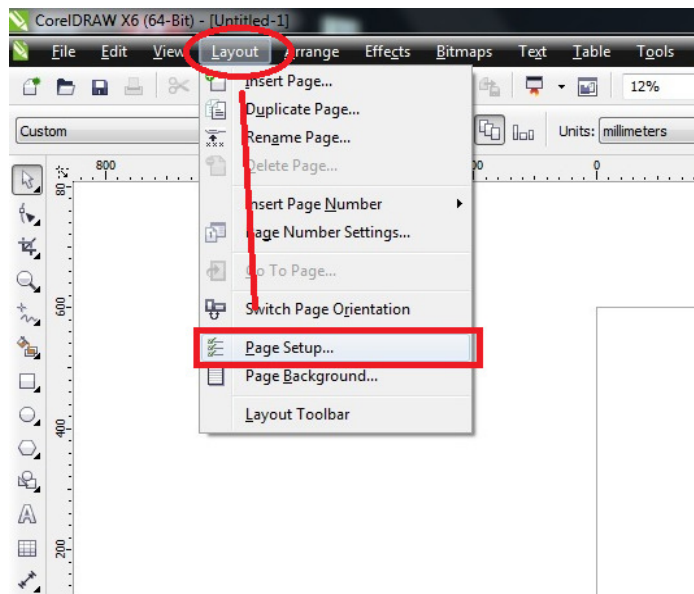 CorelDRAW X6 (64-Bit) - [Untitled-1]
File Edit View Layout Arrange Effects Bitmaps Text Table Tools
12%
Custom
Units: millimeters
800 0
80
600
400
200
Insert Page...
Duplicate Page...
Rename Page...
Delete Page...
Insert Page Number
Page Number Settings...
Go To Page...
Switch Page Orientation
Page Setup...
Page Background...
Layout Toolbar